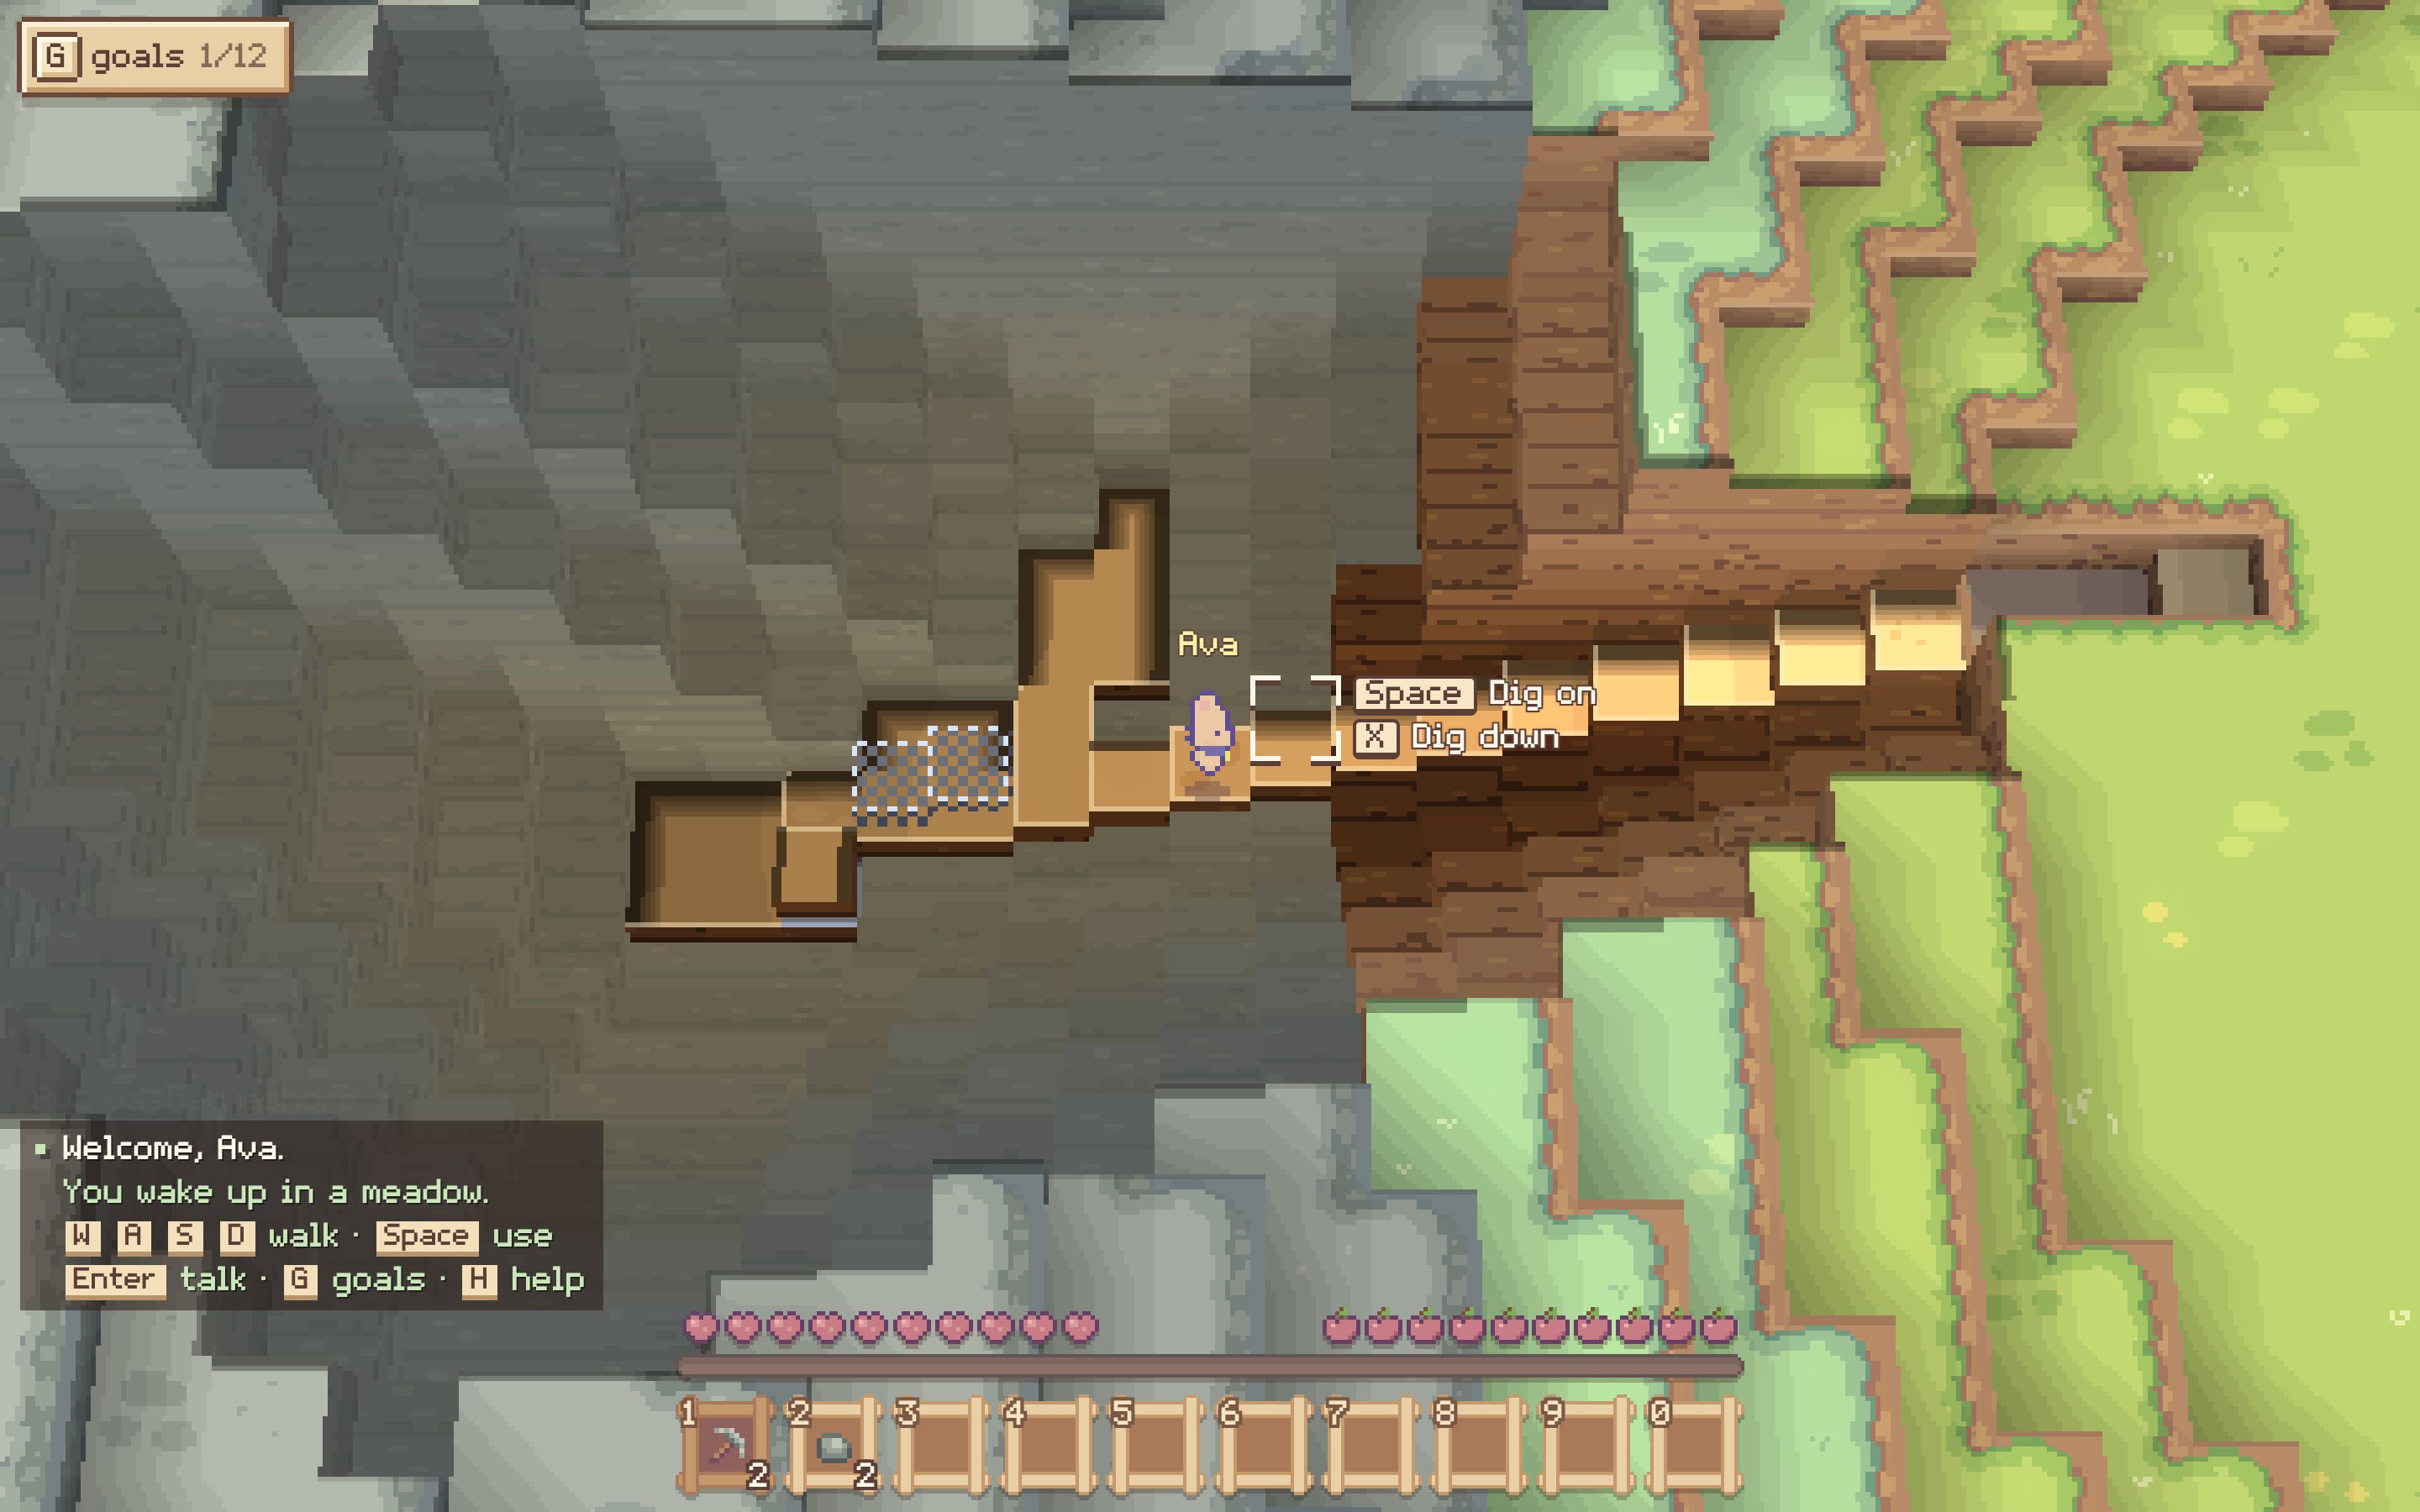 G goals 1/12
Ava
Space Dig on
X Dig down
Welcome, Ava.
You wake up in a meadow.
W A S D walk · Space use
Enter talk · G goals · H help
1 2 3 4 5 6 7 8 9 0
2 2